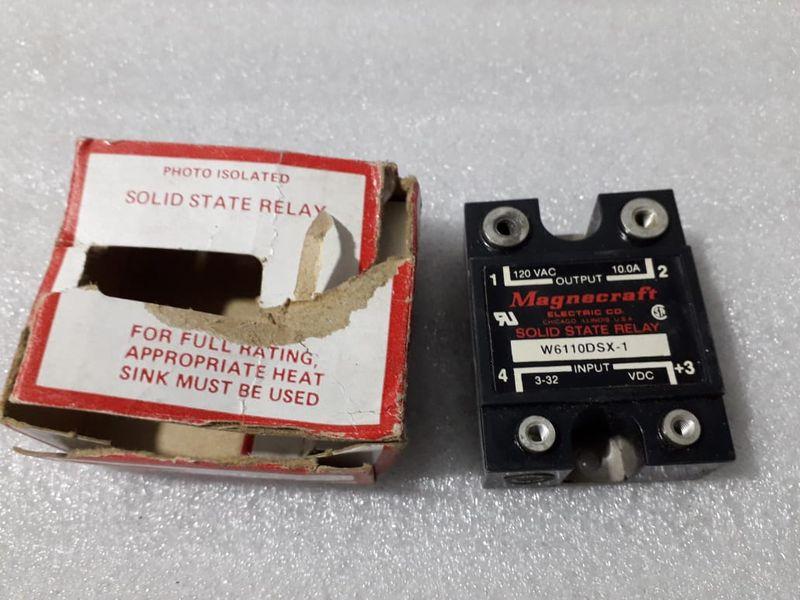 PHOTO ISOLATED
SOLID STATE RELAY
FOR FULL RATING,
APPROPRIATE HEAT
SINK MUST BE USED
1 120 VAC 10.0A 2
OUTPUT
Magnecraft
ELECTRIC CO.
CHICAGO, ILLINOIS U.S.A.
SOLID STATE RELAY
W6110DSX-1
4 INPUT +3
3-32 VDC